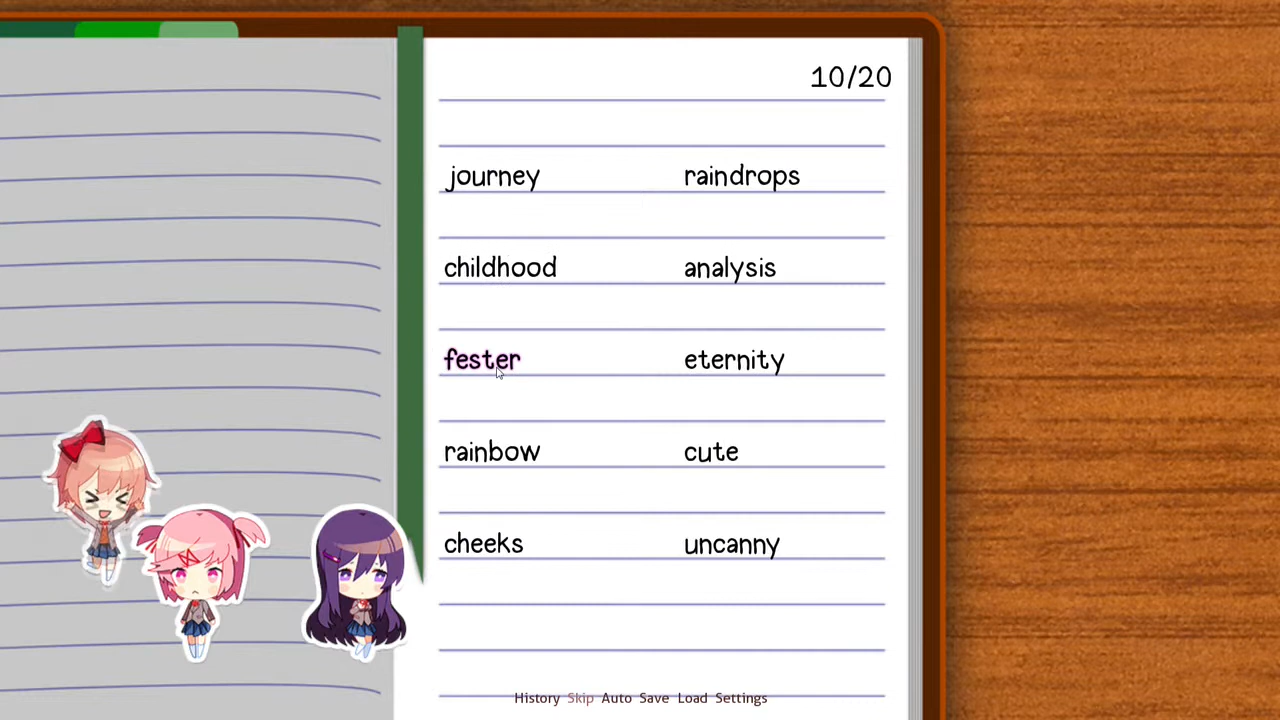 10/20
journey raindrops
childhood analysis
fester eternity
rainbow cute
cheeks uncanny
History Skip Auto Save Load Settings